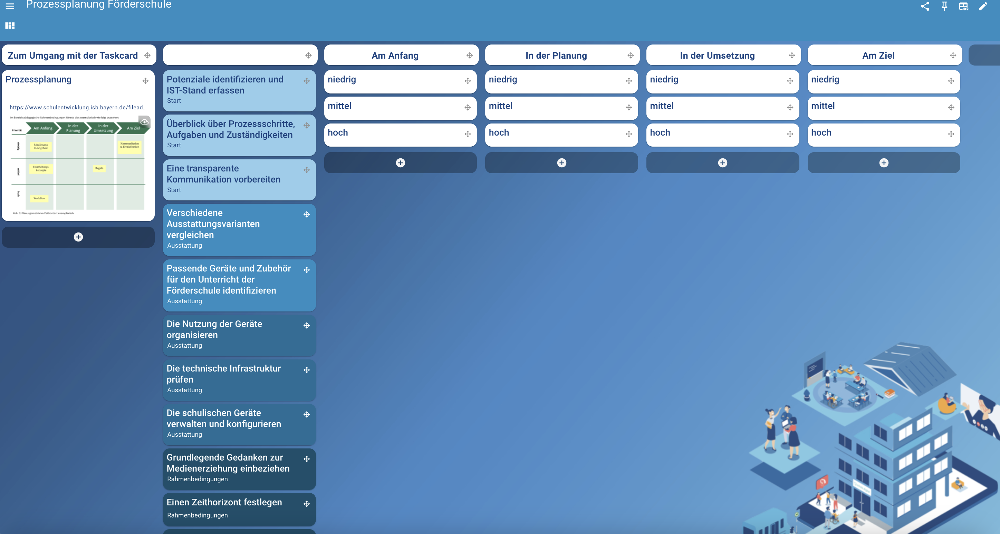 Prozessplanung Förderschule
Zum Umgang mit der Taskcard
Prozessplanung
https://www.schulentwicklung.isb.bayern.de/filead...
Im Bereich pädagogische Rahmenbedingungen könnte dies exemplarisch wie folgt aussehen:
Priorität
Am Anfang
In der
Planung
In der
Umsetzung
Am Ziel
niedrig
Schulinterne
U-Angebote
Kommunikation
u. Erreichbarkeit
mittel
Einarbeitungs-
konzepte
Regeln
hoch
Workflow
Abb. 3: Planungsmatrix im Zeitkontext exemplarisch
Potenziale identifizieren und
IST-Stand erfassen
Start
Überblick über Prozessschritte,
Aufgaben und Zuständigkeiten
Start
Eine transparente
Kommunikation vorbereiten
Start
Verschiedene
Ausstattungsvarianten
vergleichen
Ausstattung
Passende Geräte und Zubehör
für den Unterricht der
Förderschule identifizieren
Ausstattung
Die Nutzung der Geräte
organisieren
Ausstattung
Die technische Infrastruktur
prüfen
Ausstattung
Die schulischen Geräte
verwalten und konfigurieren
Ausstattung
Grundlegende Gedanken zur
Medienerziehung einbeziehen
Rahmenbedingungen
Einen Zeithorizont festlegen
Rahmenbedingungen
Am Anfang
niedrig
mittel
hoch
In der Planung
niedrig
mittel
hoch
In der Umsetzung
niedrig
mittel
hoch
Am Ziel
niedrig
mittel
hoch